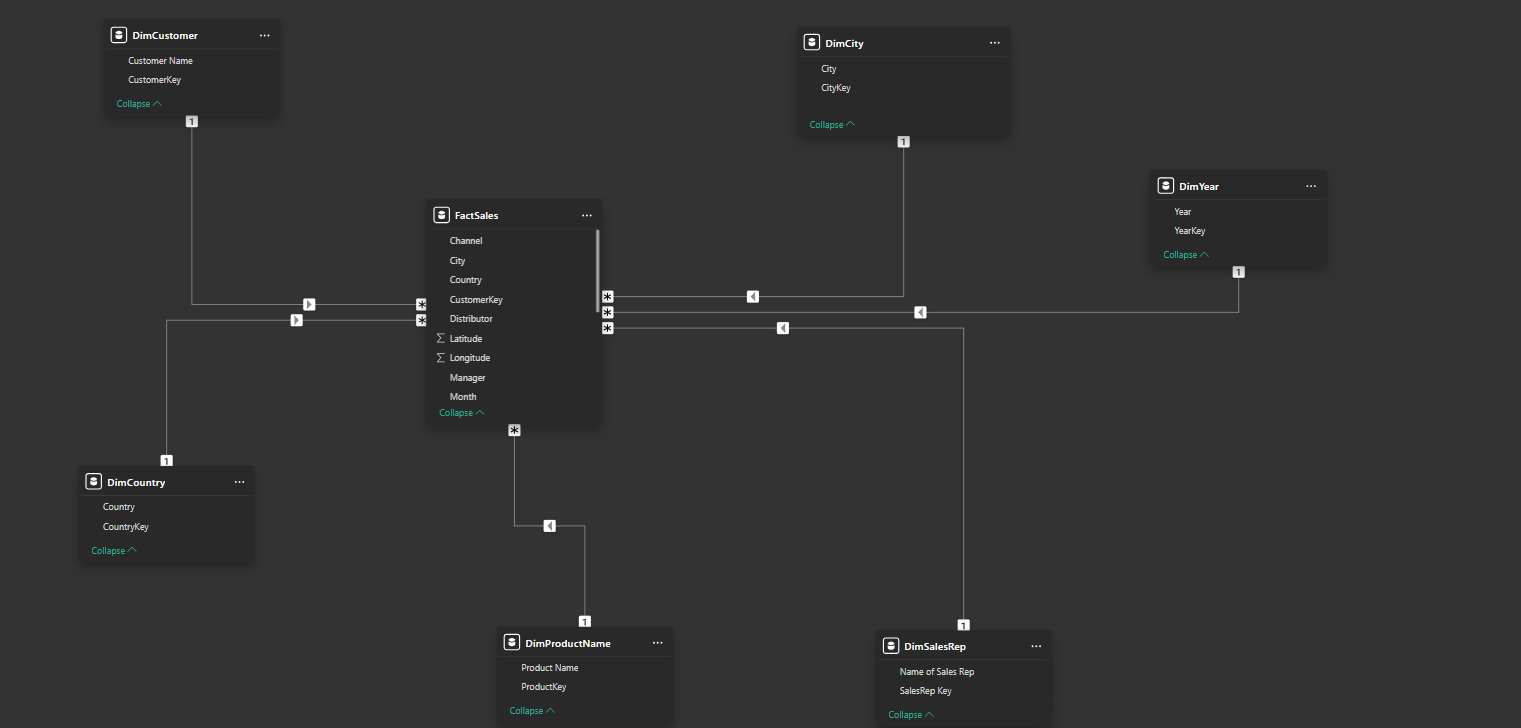 DimCustomer
Customer Name
CustomerKey
Collapse
1
DimCity
City
CityKey
Collapse
1
DimYear
Year
YearKey
Collapse
1
FactSales
Channel
City
Country
CustomerKey
Distributor
Σ Latitude
Σ Longitude
Manager
Month
Collapse
*
*
*
*
*
*
1
DimCountry
Country
CountryKey
Collapse
1
DimProductName
Product Name
ProductKey
Collapse
1
DimSalesRep
Name of Sales Rep
SalesRep Key
Collapse